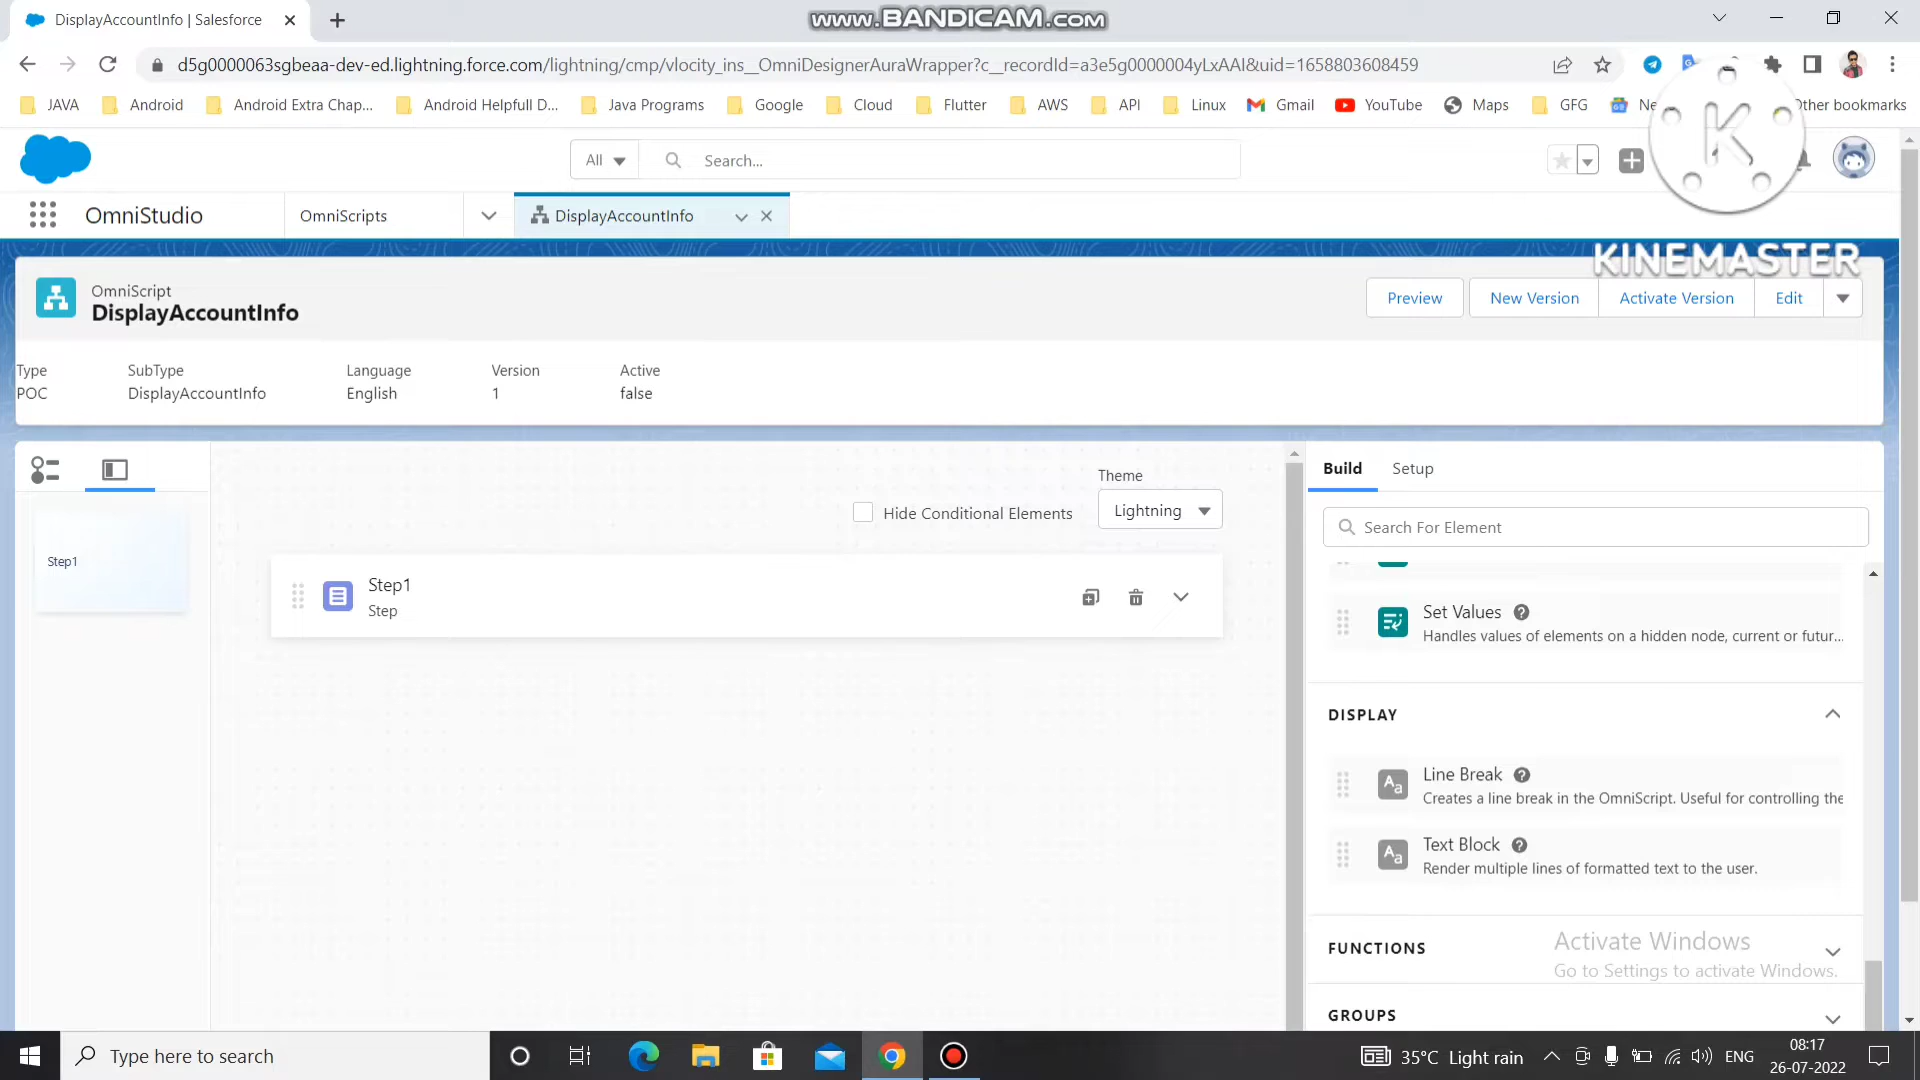 DisplayAccountInfo | Salesforce
www.BANDICAM.com
d5g0000063sgbeaa-dev-ed.lightning.force.com/lightning/cmp/vlocity_ins__OmniDesignerAuraWrapper?c__recordId=a3e5g0000004yLxAAI&uid=1658803608459
JAVA Android Android Extra Chap... Android Helpfull D... Java Programs Google Cloud Flutter AWS API Linux Gmail YouTube Maps GFG Other bookmarks
All Search...
K
OmniStudio OmniScripts DisplayAccountInfo
KINEMASTER
OmniScript
DisplayAccountInfo
Preview New Version Activate Version Edit
Type SubType Language Version Active
POC DisplayAccountInfo English 1 false
Build Setup
Theme
Hide Conditional Elements Lightning
Search For Element
Step1
Step1
Step
Set Values
Handles values of elements on a hidden node, current or futur...
DISPLAY
Line Break
Creates a line break in the OmniScript. Useful for controlling the
Text Block
Render multiple lines of formatted text to the user.
FUNCTIONS
Activate Windows
Go to Settings to activate Windows.
GROUPS
Type here to search
35°C Light rain ENG
08:17
26-07-2022